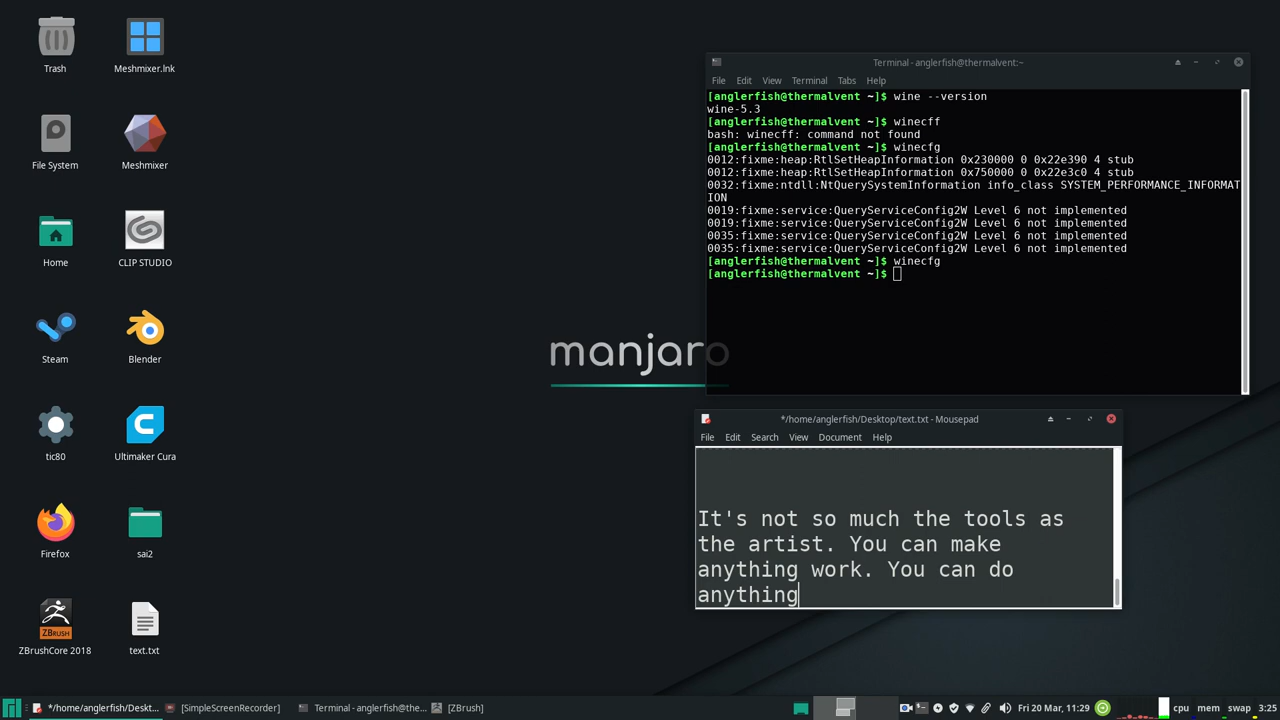 Trash
Meshmixer.lnk
File System
Meshmixer
Home
CLIP STUDIO
Steam
Blender
tic80
Ultimaker Cura
Firefox
sai2
ZBRUSH
ZBrushCore 2018
text.txt
manjaro
Terminal - anglerfish@thermalvent:~
File Edit View Terminal Tabs Help
[anglerfish@thermalvent ~]$ wine --version
wine-5.3
[anglerfish@thermalvent ~]$ winecff
bash: winecff: command not found
[anglerfish@thermalvent ~]$ winecfg
0012:fixme:heap:RtlSetHeapInformation 0x230000 0 0x22e390 4 stub
0012:fixme:heap:RtlSetHeapInformation 0x750000 0 0x22e3c0 4 stub
0032:fixme:ntdll:NtQuerySystemInformation info_class SYSTEM_PERFORMANCE_INFORMAT
ION
0019:fixme:service:QueryServiceConfig2W Level 6 not implemented
0019:fixme:service:QueryServiceConfig2W Level 6 not implemented
0035:fixme:service:QueryServiceConfig2W Level 6 not implemented
0035:fixme:service:QueryServiceConfig2W Level 6 not implemented
[anglerfish@thermalvent ~]$ winecfg
[anglerfish@thermalvent ~]$
*/home/anglerfish/Desktop/text.txt - Mousepad
File Edit Search View Document Help
It's not so much the tools as
the artist. You can make
anything work. You can do
anything
*/home/anglerfish/Deskt... [SimpleScreenRecorder] Terminal - anglerfish@the... [ZBrush] Fri 20 Mar, 11:29 cpu mem swap 3:25